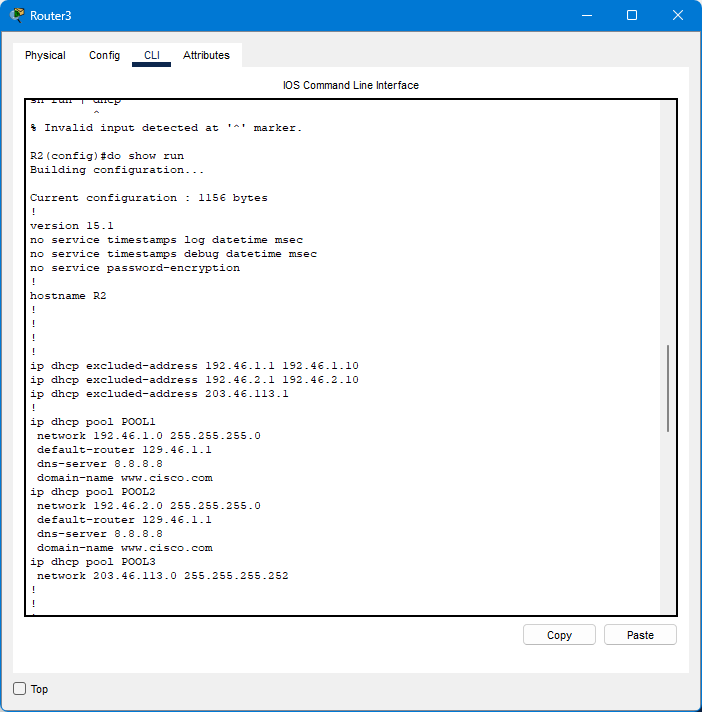 Router3
Physical Config CLI Attributes
IOS Command Line Interface
sh run | dhcp
^
% Invalid input detected at '^' marker.
R2(config)#do show run
Building configuration...
Current configuration : 1156 bytes
!
version 15.1
no service timestamps log datetime msec
no service timestamps debug datetime msec
no service password-encryption
!
hostname R2
!
!
!
!
ip dhcp excluded-address 192.46.1.1 192.46.1.10
ip dhcp excluded-address 192.46.2.1 192.46.2.10
ip dhcp excluded-address 203.46.113.1
!
ip dhcp pool POOL1
network 192.46.1.0 255.255.255.0
default-router 129.46.1.1
dns-server 8.8.8.8
domain-name www.cisco.com
ip dhcp pool POOL2
network 192.46.2.0 255.255.255.0
default-router 129.46.1.1
dns-server 8.8.8.8
domain-name www.cisco.com
ip dhcp pool POOL3
network 203.46.113.0 255.255.255.252
!
!
!
Copy Paste
Top